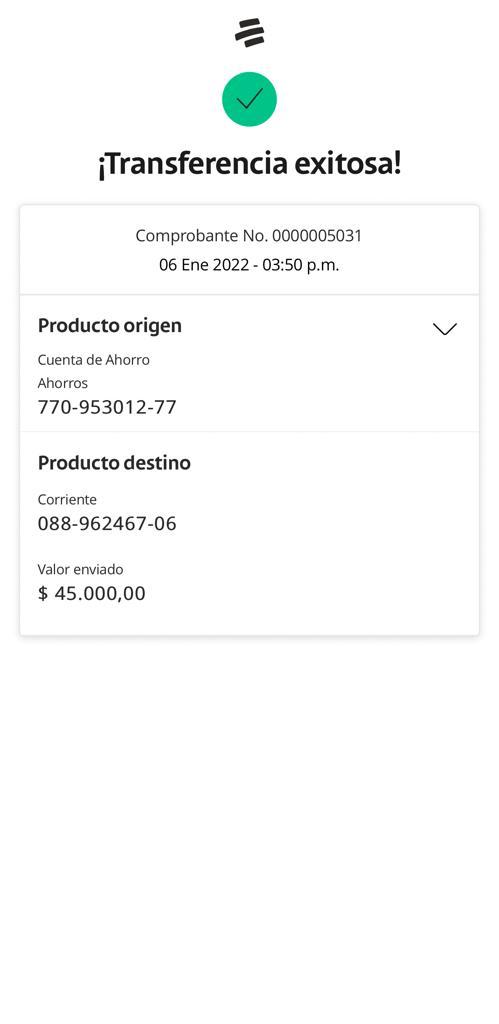 ¡Transferencia exitosa!
Comprobante No. 0000005031
06 Ene 2022 - 03:50 p.m.
Producto origen
Cuenta de Ahorro
Ahorros
770-953012-77
Producto destino
Corriente
088-962467-06
Valor enviado
$ 45.000,00